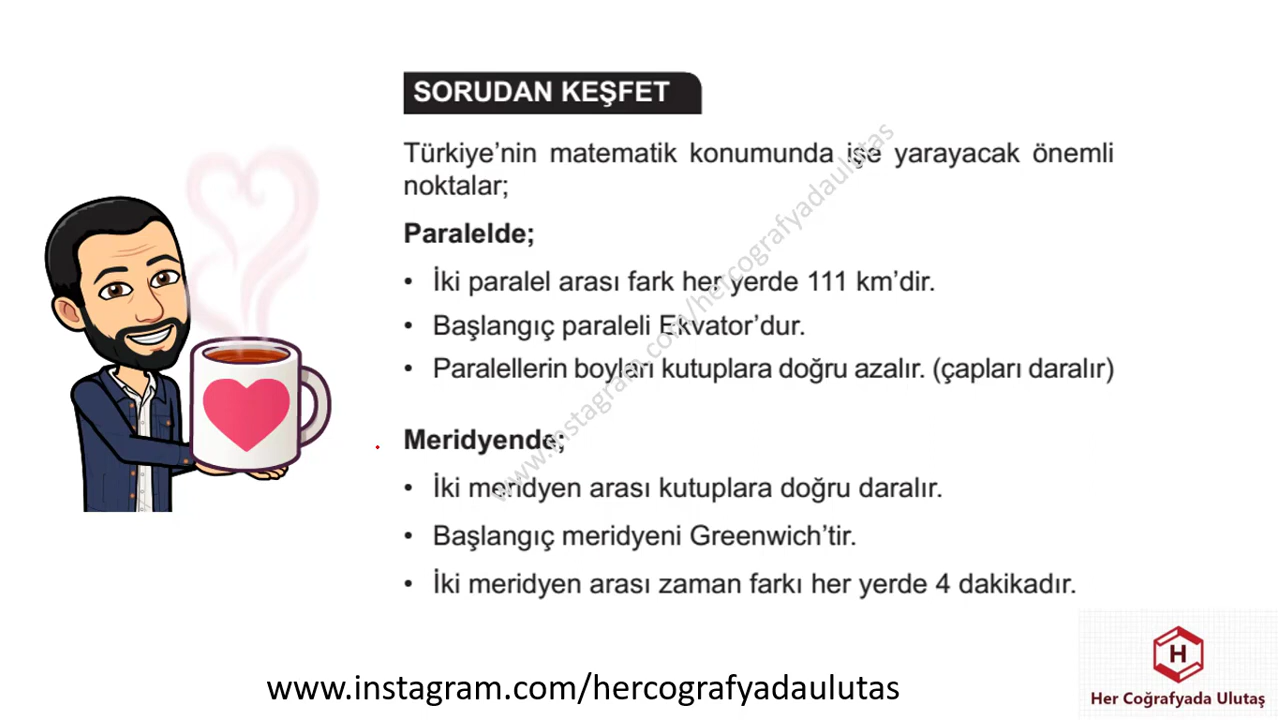 SORUDAN KEŞFET
Türkiye'nin matematik konumunda işe yarayacak önemli
noktalar;
Paralelde;
• İki paralel arası fark her yerde 111 km'dir.
• Başlangıç paraleli Ekvator'dur.
• Paralellerin boyları kutuplara doğru azalır. (çapları daralır)
Meridyende;
• İki meridyen arası kutuplara doğru daralır.
• Başlangıç meridyeni Greenwich'tir.
• İki meridyen arası zaman farkı her yerde 4 dakikadır.
www.instagram.com/hercografyadaulutas
H
Her Coğrafyada Ulutaş
www.instagram.com/hercografyadaulutas